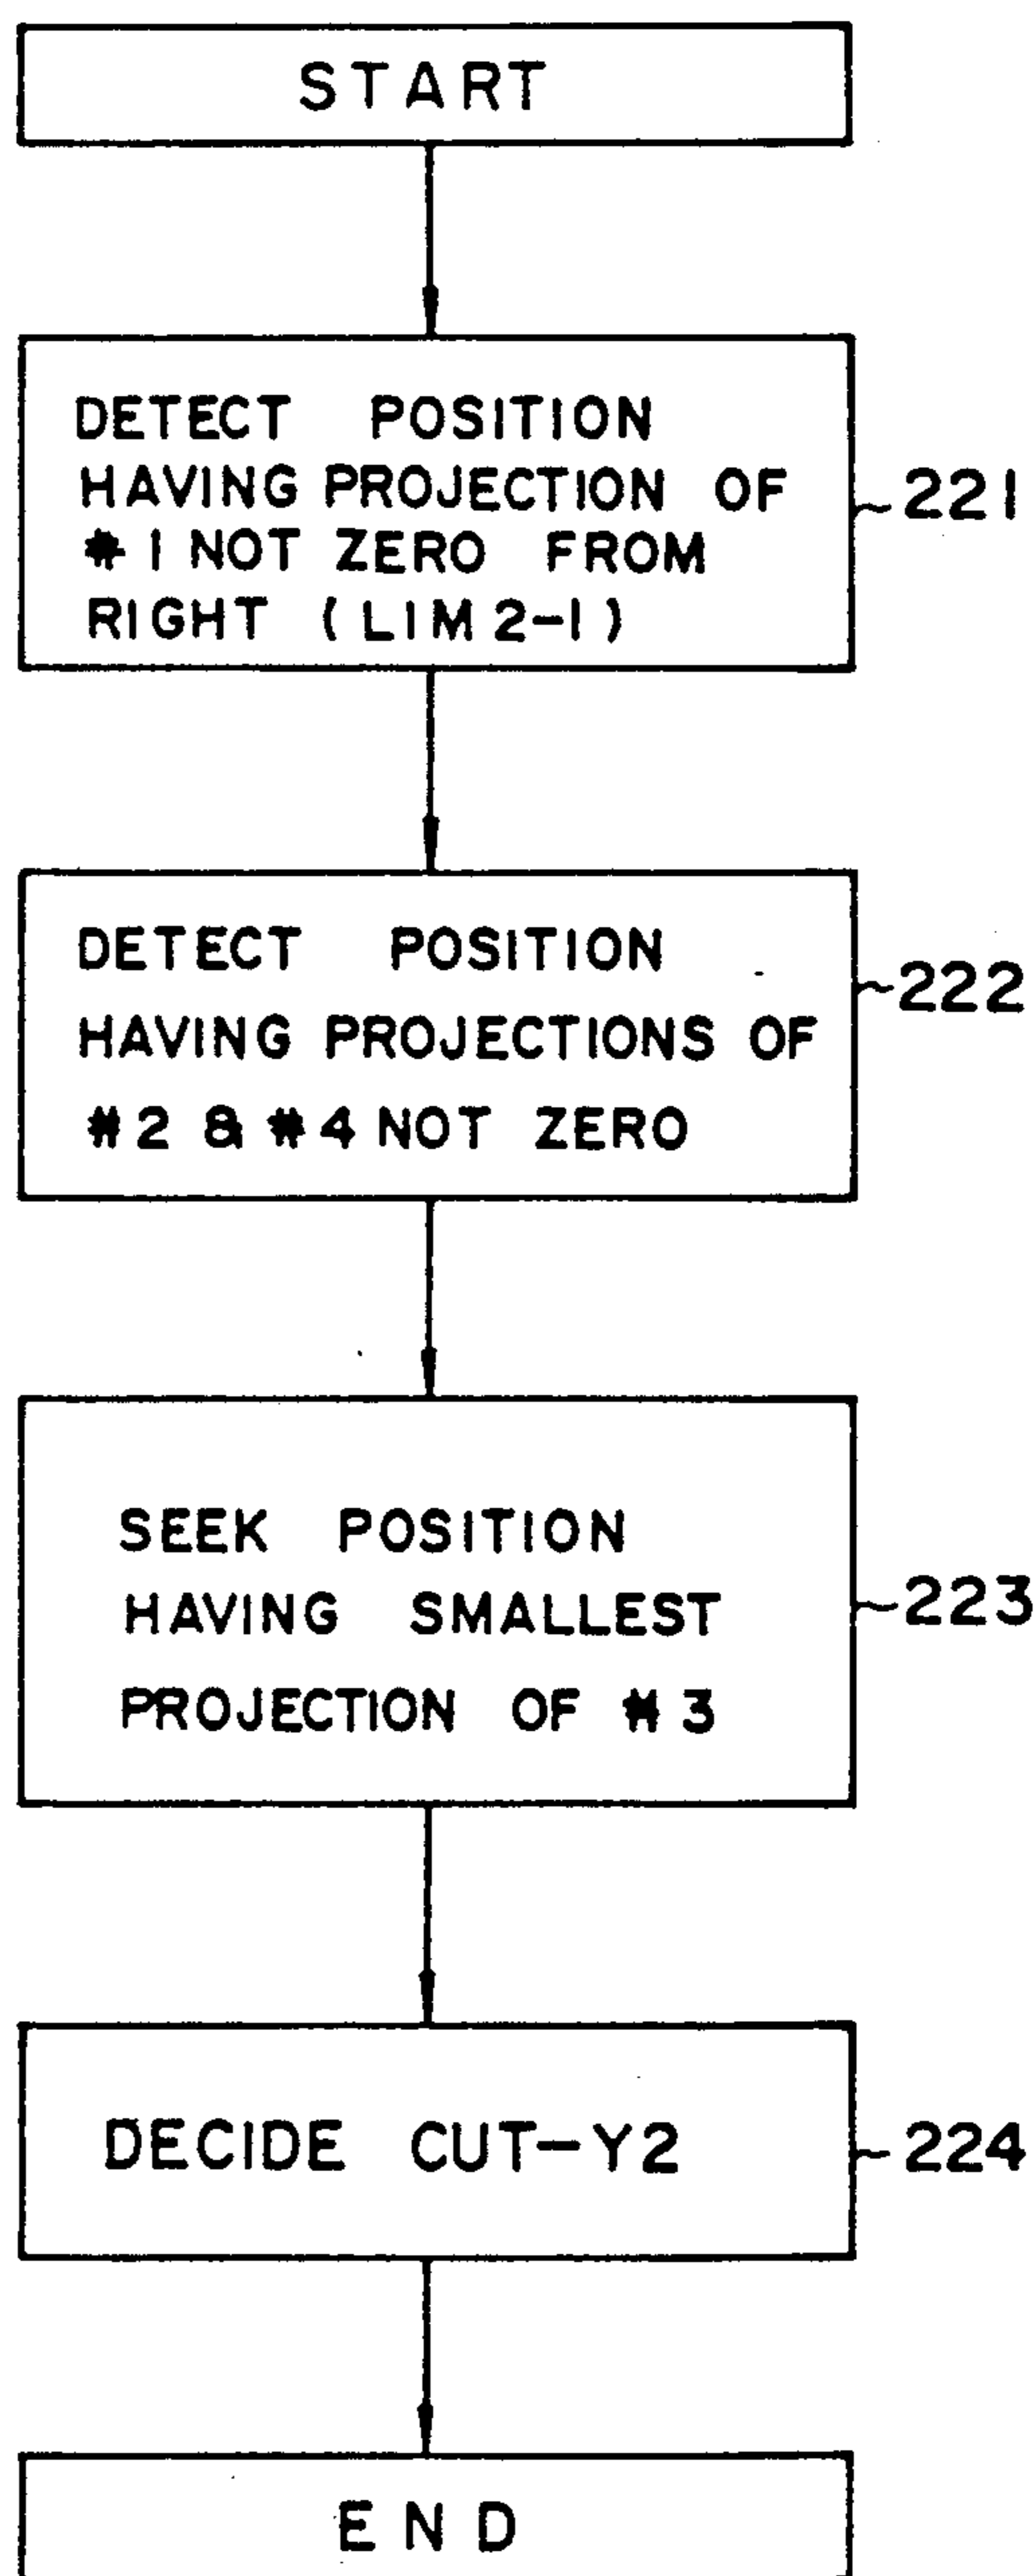 START
DETECT POSITION
HAVING PROJECTION OF
#1 NOT ZERO FROM
RIGHT (LIM2-1)
221
DETECT POSITION
HAVING PROJECTIONS OF
#2 & #4 NOT ZERO
222
SEEK POSITION
HAVING SMALLEST
PROJECTION OF #3
223
DECIDE CUT-Y2
224
END